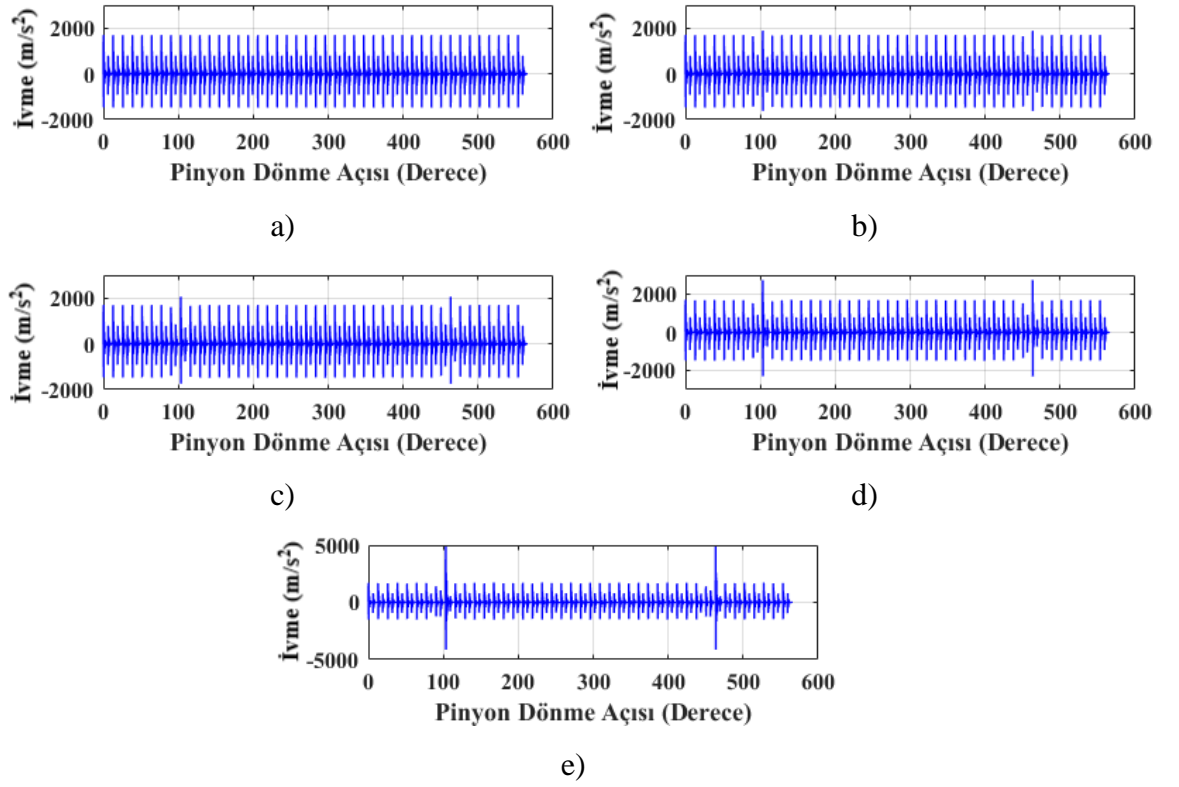 İvme (m/s²)
2000
0
-2000
0 100 200 300 400 500 600
Pinyon Dönme Açısı (Derece)
a)
İvme (m/s²)
2000
0
-2000
0 100 200 300 400 500 600
Pinyon Dönme Açısı (Derece)
b)
İvme (m/s²)
2000
0
-2000
0 100 200 300 400 500 600
Pinyon Dönme Açısı (Derece)
c)
İvme (m/s²)
2000
0
-2000
0 100 200 300 400 500 600
Pinyon Dönme Açısı (Derece)
d)
İvme (m/s²)
5000
0
-5000
0 100 200 300 400 500 600
Pinyon Dönme Açısı (Derece)
e)